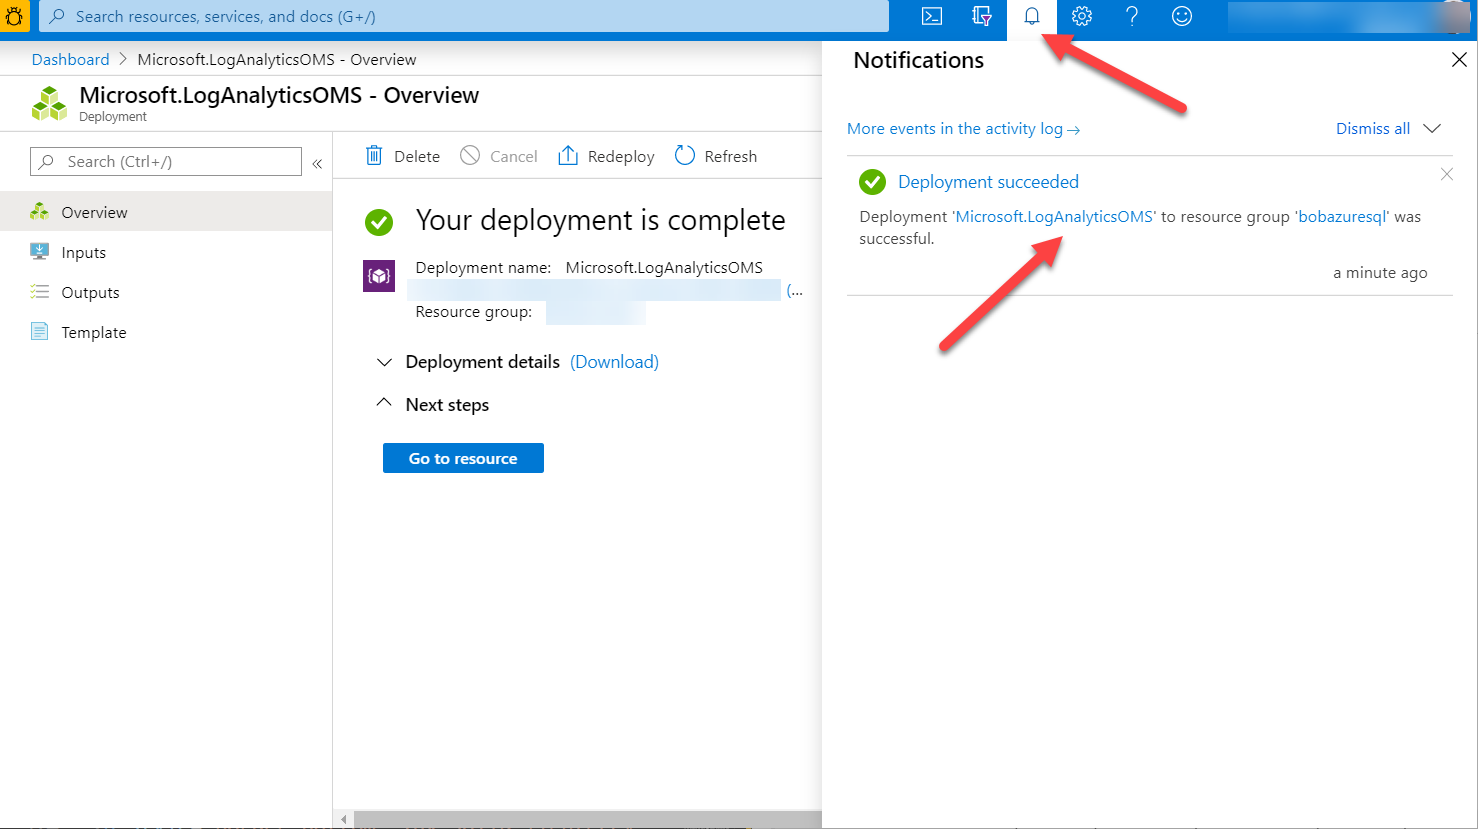 Search resources, services, and docs (G+/)
Dashboard > Microsoft.LogAnalyticsOMS - Overview
Microsoft.LogAnalyticsOMS - Overview
Deployment
Search (Ctrl+/)
«
Overview
Inputs
Outputs
Template
Delete
Cancel
Redeploy
Refresh
Your deployment is complete
Deployment name: Microsoft.LogAnalyticsOMS
(...
Resource group:
Deployment details (Download)
Next steps
Go to resource
Notifications
More events in the activity log →
Dismiss all
Deployment succeeded
Deployment 'Microsoft.LogAnalyticsOMS' to resource group 'bobazuresql' was
successful.
a minute ago